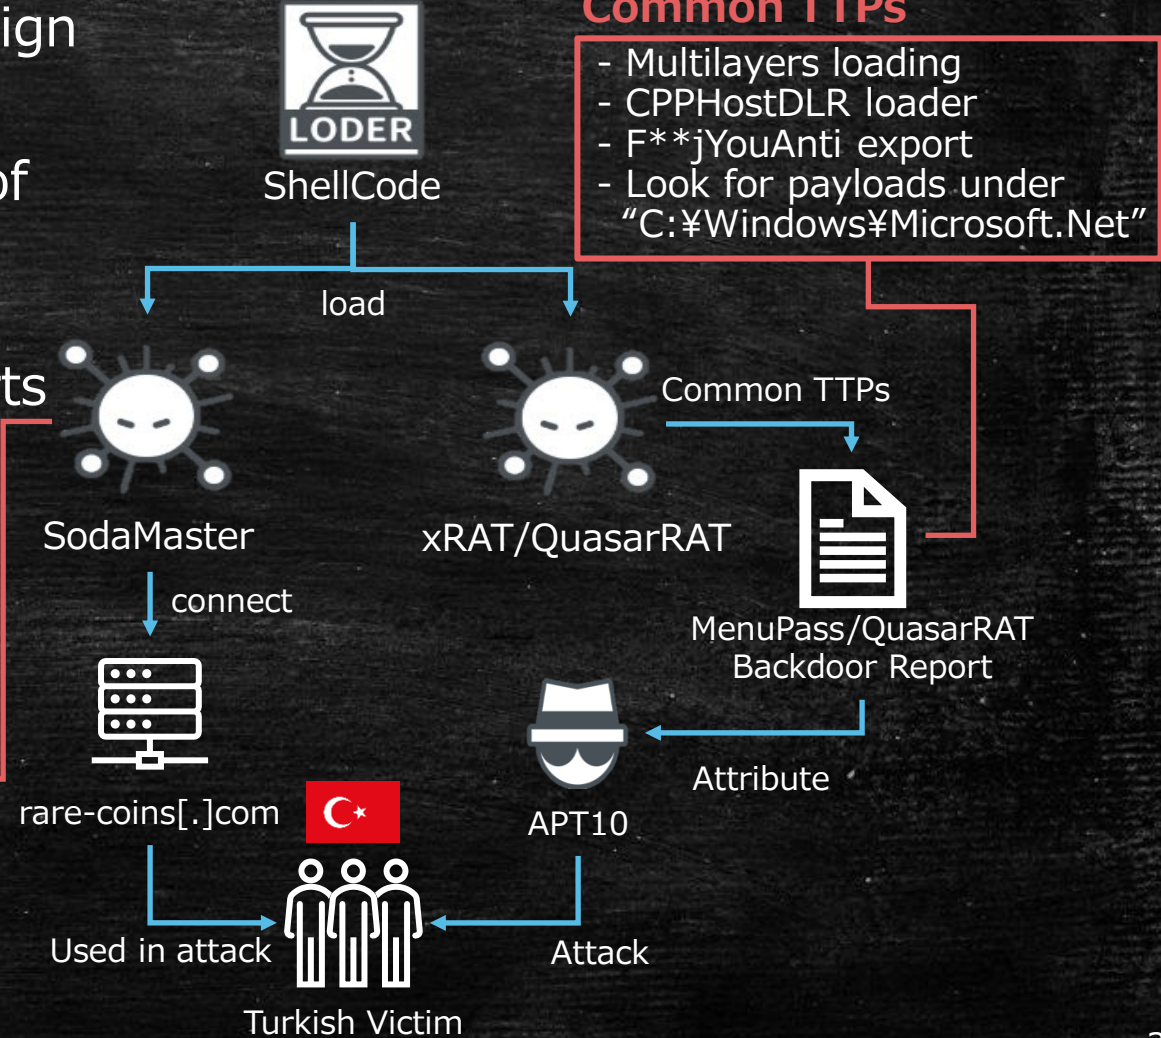 ign
of
rts
LODER
ShellCode
load
Common TTPs
- Multilayers loading
- CPPHostDLR loader
- F**jYouAnti export
- Look for payloads under
“C:¥Windows¥Microsoft.Net”
Common TTPs
SodaMaster
xRAT/QuasarRAT
connect
MenuPass/QuasarRAT
Backdoor Report
rare-coins[.]com
APT10
Attribute
Used in attack
Attack
Turkish Victim